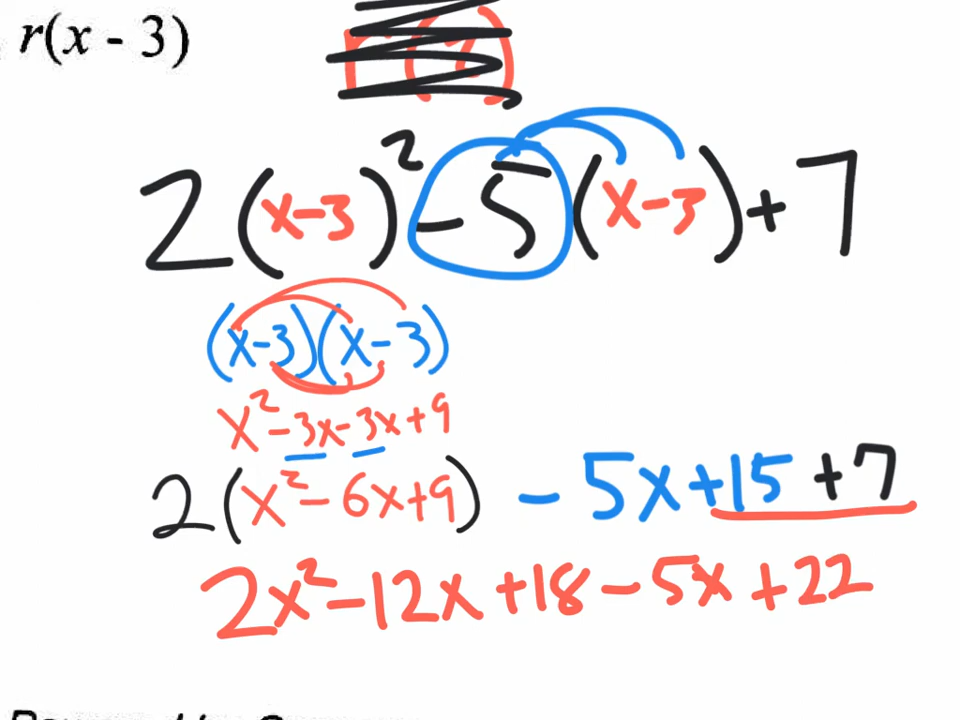 r(x - 3)
2(x-3)² -5(x-3)+7
(x-3)(x-3)
x²-3x-3x+9
2(x²-6x+9) -5x+15+7
2x²-12x+18-5x+22